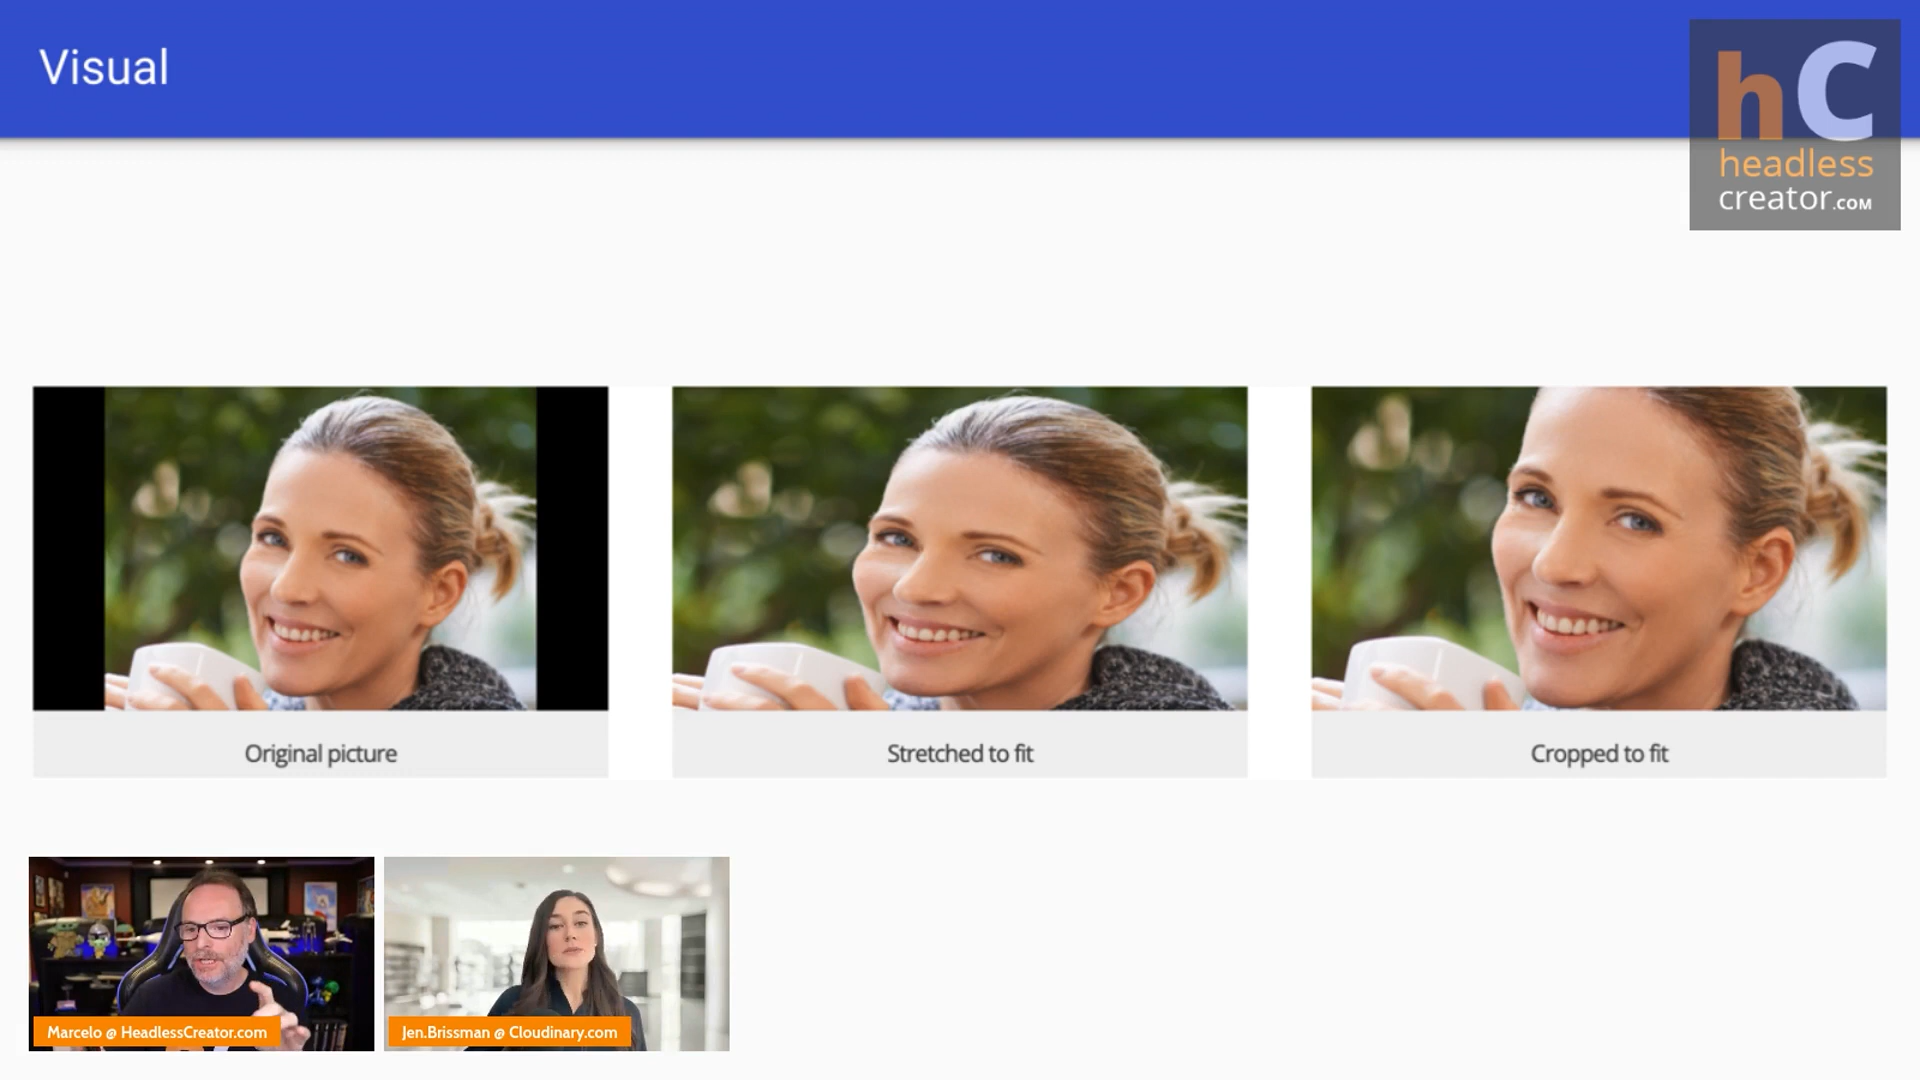 Visual
hC
headless
creator.COM
Original picture
Stretched to fit
Cropped to fit
Marcelo @ HeadlessCreator.com
Jen.Brissman @ Cloudinary.com